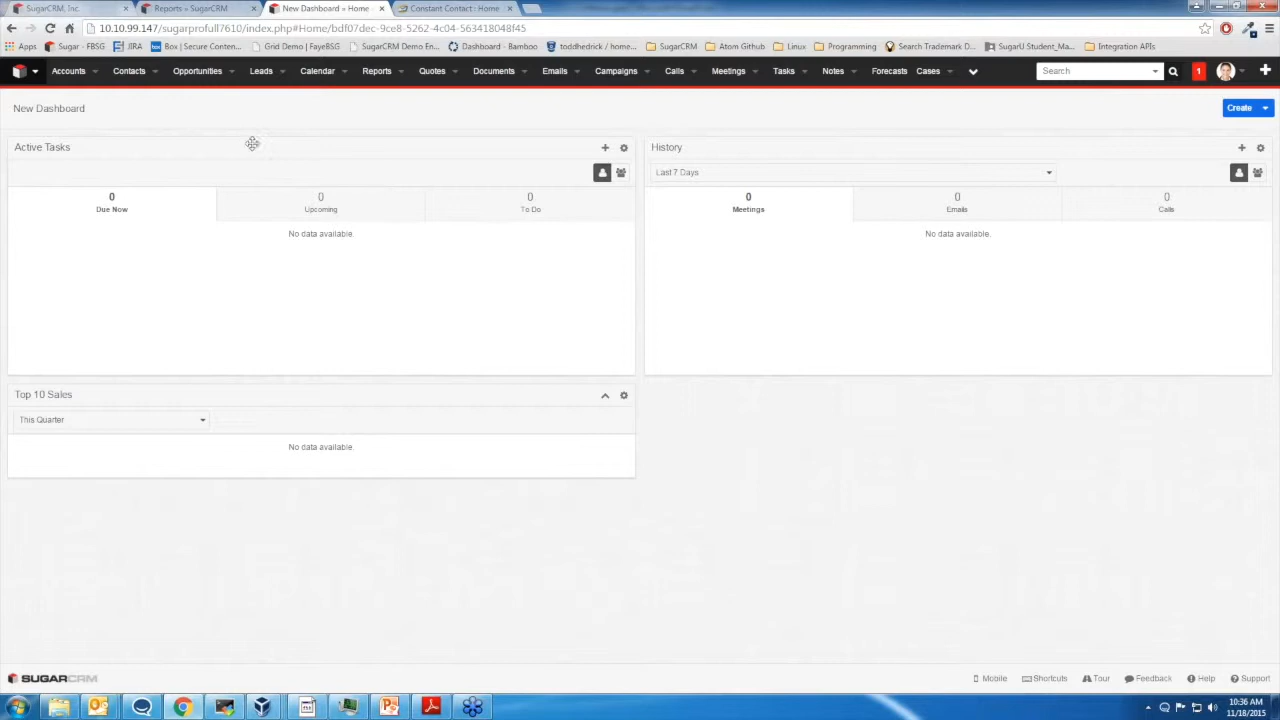 SugarCRM, Inc.
Reports » SugarCRM
New Dashboard » Home
Constant Contact : Home
10.10.99.147/sugarprofull7610/index.php#Home/bdf07dec-9ce8-5262-4c04-563418048f45
Apps Sugar - FBSG JIRA Box | Secure Conten... Grid Demo | FayeBSG SugarCRM Demo En... Dashboard - Bamboo toddhedrick / home... SugarCRM Atom Github Linux Programming Search Trademark D... SugarU Student_Ma... Integration APIs
Accounts Contacts Opportunities Leads Calendar Reports Quotes Documents Emails Campaigns Calls Meetings Tasks Notes Forecasts Cases Search 1
New Dashboard
Create
Active Tasks
0 0 0
Due Now Upcoming To Do
No data available.
History
Last 7 Days
0 0 0
Meetings Emails Calls
No data available.
Top 10 Sales
This Quarter
No data available.
SUGARCRM
Mobile Shortcuts Tour Feedback Help Support
10:36 AM
11/18/2015